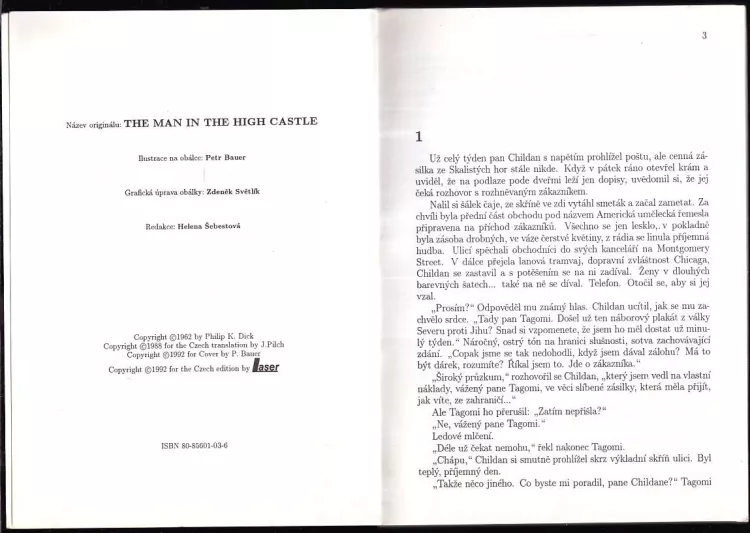 Název originálu: THE MAN IN THE HIGH CASTLE
Ilustrace na obálce: Petr Bauer
Grafická úprava obálky: Zdeněk Světlík
Redakce: Helena Šebestová
Copyright ©1962 by Philip K. Dick
Copyright ©1988 for the Czech translation by J.Pilch
Copyright ©1992 for Cover by P. Bauer
Copyright ©1992 for the Czech edition by Laser
ISBN 80-85601-03-6
3
1
Už celý týden pan Childan s napětím prohlížel poštu, ale cenná zá-
silka ze Skalistých hor stále nikde. Když v pátek ráno otevřel krám a
uviděl, že na podlaze pode dveřmi leží jen dopisy, uvědomil si, že jej
čeká rozhovor s rozhněvaným zákazníkem.
Nalil si šálek čaje, ze skříně ve zdi vytáhl smeták a začal zametat. Za
chvíli byla přední část obchodu pod názvem Americká umělecká řemesla
připravena na příchod zákazníků. Všechno se jen lesklo, v pokladně
byla zásoba drobných, ve váze čerstvé květiny, z rádia se linula příjemná
hudba. Ulicí spěchali obchodníci do svých kanceláří na Montgomery
Street. V dálce přejela lanová tramvaj, dopravní zvláštnost Chicaga,
Childan se zastavil a s potěšením se na ni zadíval. Ženy v dlouhých
barevných šatech... také na ně se díval. Telefon. Otočil se, aby si jej
vzal.
„Prosím?“ Odpověděl mu známý hlas. Childan ucítil, jak se mu za-
chvělo srdce. „Tady pan Tagomi. Došel už ten náborový plakát z války
Severu proti Jihu? Snad si vzpomenete, že jsem ho měl dostat už minu-
lý týden.“ Náročný, ostrý tón na hranici slušnosti, sotva zachovávající
zdání. „Copak jsme se tak nedohodli, když jsem dával zálohu? Má to
být dárek, rozumíte? Říkal jsem to. Jde o zákazníka.“
„Široký průzkum,“ rozhovořil se Childan, „který jsem vedl na vlastní
náklady, vážený pane Tagomi, ve věci slíbené zásilky, která měla přijít,
jak víte, ze zahraničí...“
Ale Tagomi ho přerušil: „Zatím nepřišla?“
„Ne, vážený pane Tagomi.“
Ledové mlčení.
„Déle už čekat nemohu,“ řekl nakonec Tagomi.
„Chápu,“ Childan si smutně prohlížel skrz výkladní skříň ulici. Byl
teplý, příjemný den.
„Takže něco jiného. Co byste mi poradil, pane Childane?“ Tagomi